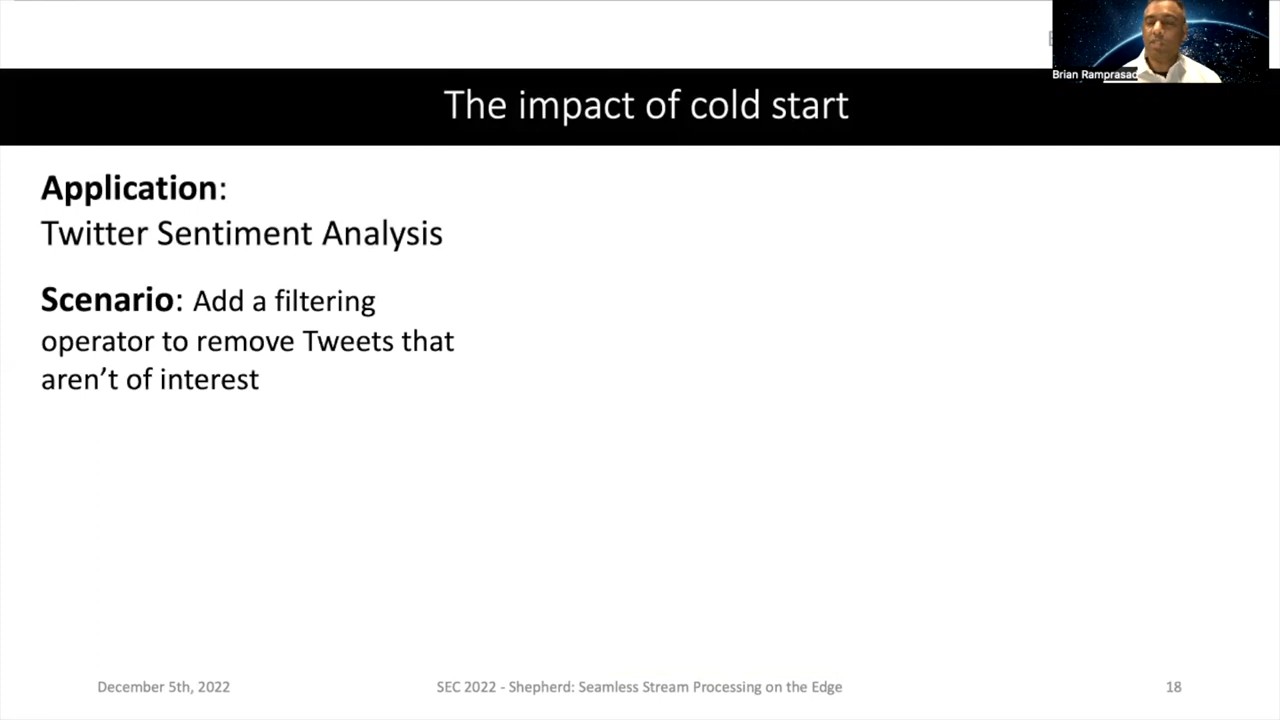 Brian Ramprasad
The impact of cold start
Application:
Twitter Sentiment Analysis
Scenario: Add a filtering
operator to remove Tweets that
aren’t of interest
December 5th, 2022
SEC 2022 - Shepherd: Seamless Stream Processing on the Edge
18